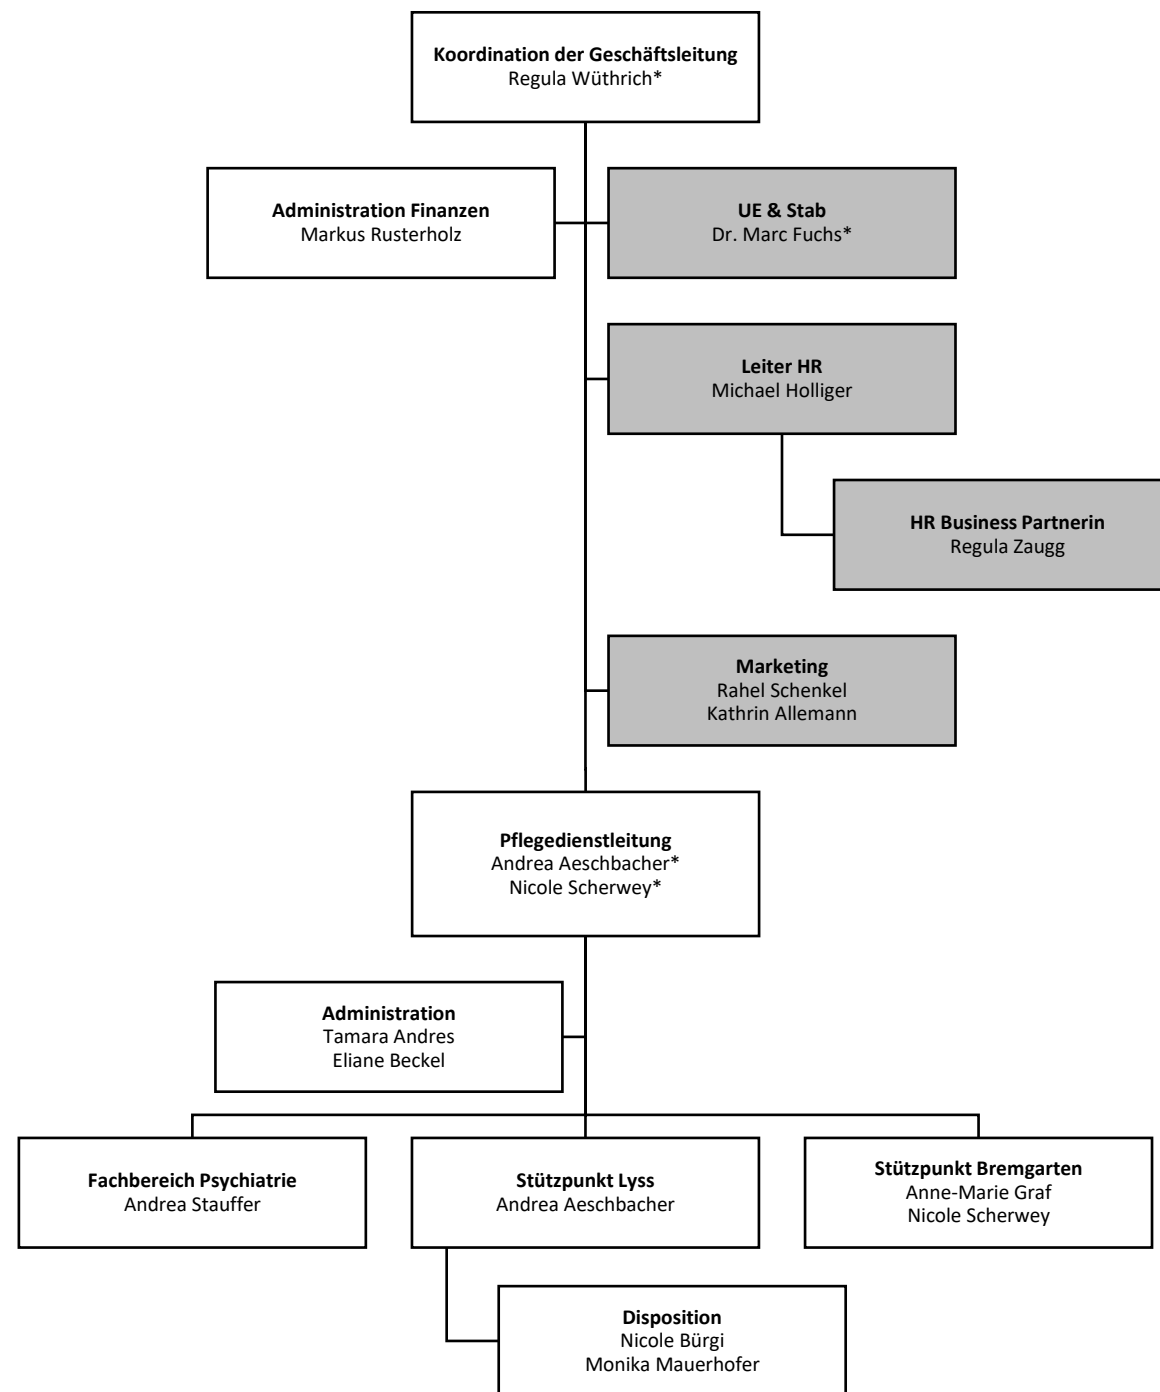 Koordination der Geschäftsleitung
Regula Wüthrich*
Administration Finanzen
Markus Rusterholz
UE & Stab
Dr. Marc Fuchs*
Leiter HR
Michael Holliger
HR Business Partnerin
Regula Zaugg
Marketing
Rahel Schenkel
Kathrin Allemann
Pflegedienstleitung
Andrea Aeschbacher*
Nicole Scherwey*
Administration
Tamara Andres
Eliane Beckel
Fachbereich Psychiatrie
Andrea Stauffer
Stützpunkt Lyss
Andrea Aeschbacher
Stützpunkt Bremgarten
Anne-Marie Graf
Nicole Scherwey
Disposition
Nicole Bürgi
Monika Mauerhofer